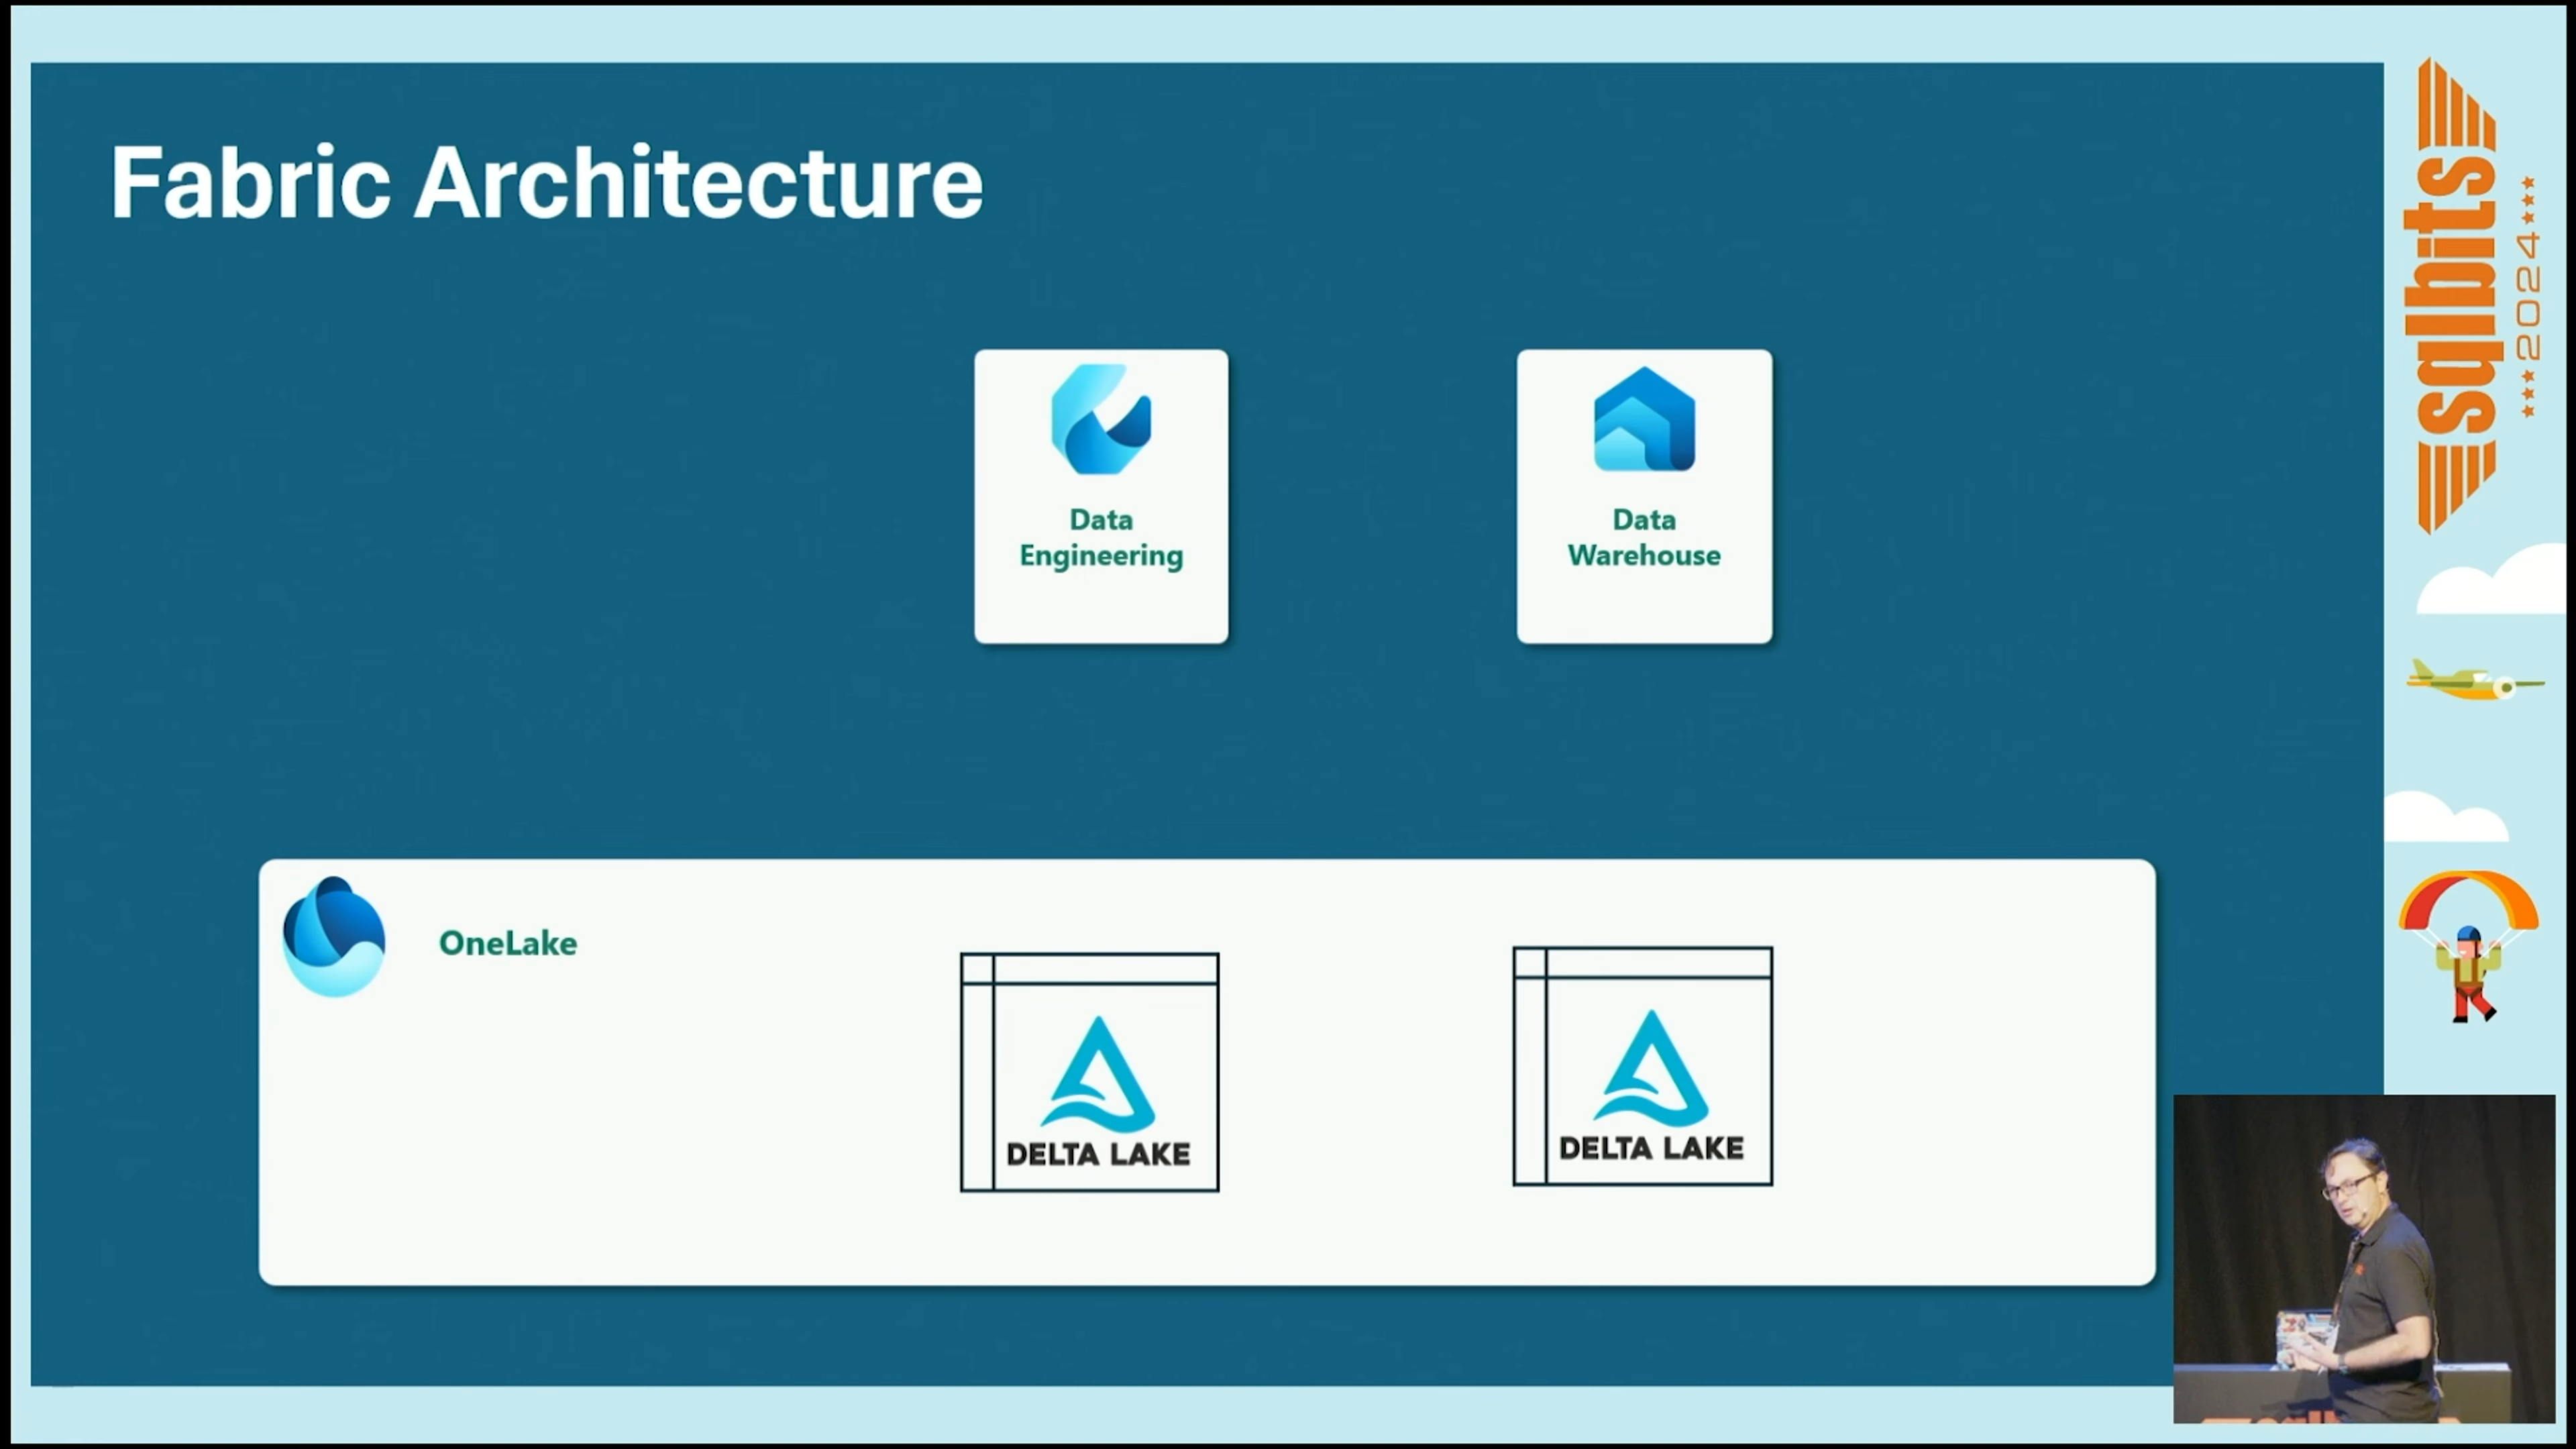 Fabric Architecture
Data
Engineering
Data
Warehouse
OneLake
DELTA LAKE
DELTA LAKE
sqlbits
2024